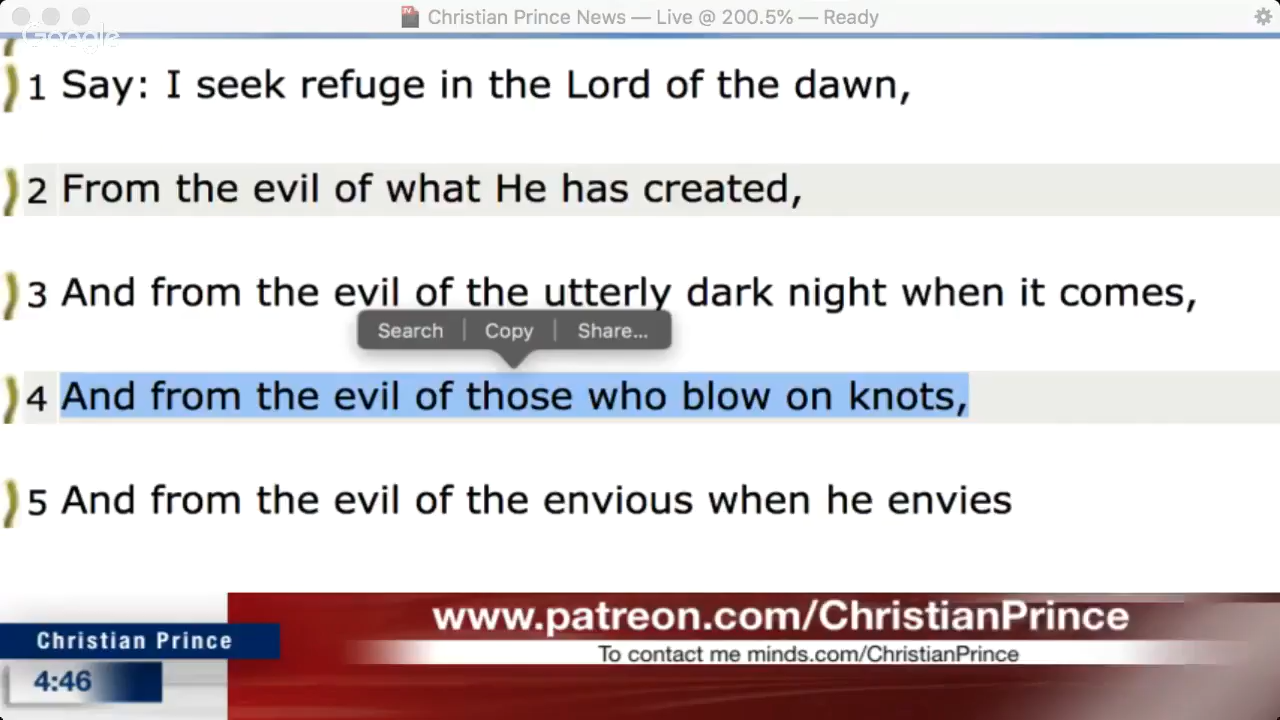 Christian Prince News — Live @ 200.5% — Ready
Google
1 Say: I seek refuge in the Lord of the dawn,
2 From the evil of what He has created,
3 And from the evil of the utterly dark night when it comes,
Search Copy Share...
4 And from the evil of those who blow on knots,
5 And from the evil of the envious when he envies
www.patreon.com/ChristianPrince
Christian Prince
To contact me minds.com/ChristianPrince
4:46